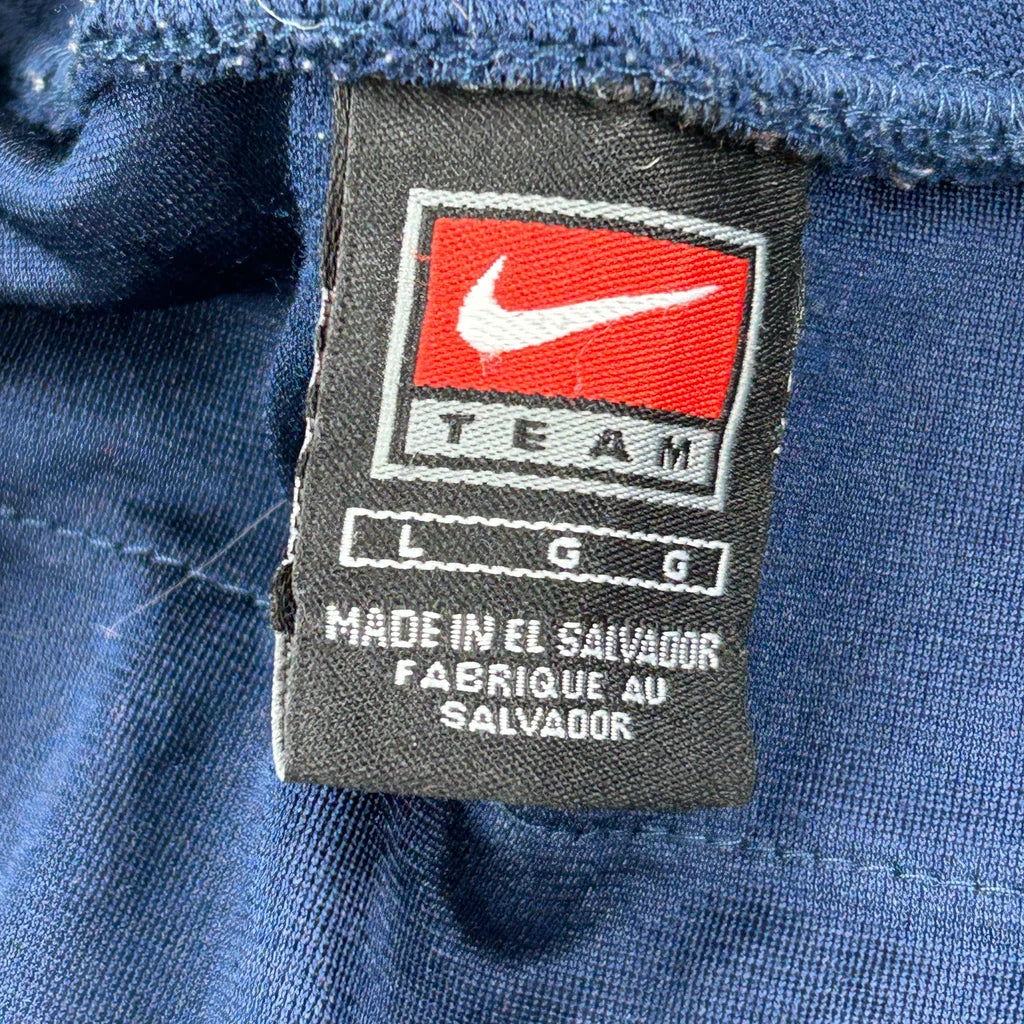 TEAM
L G G
MADE IN EL SALVADOR
FABRIQUE AU
SALVADOR